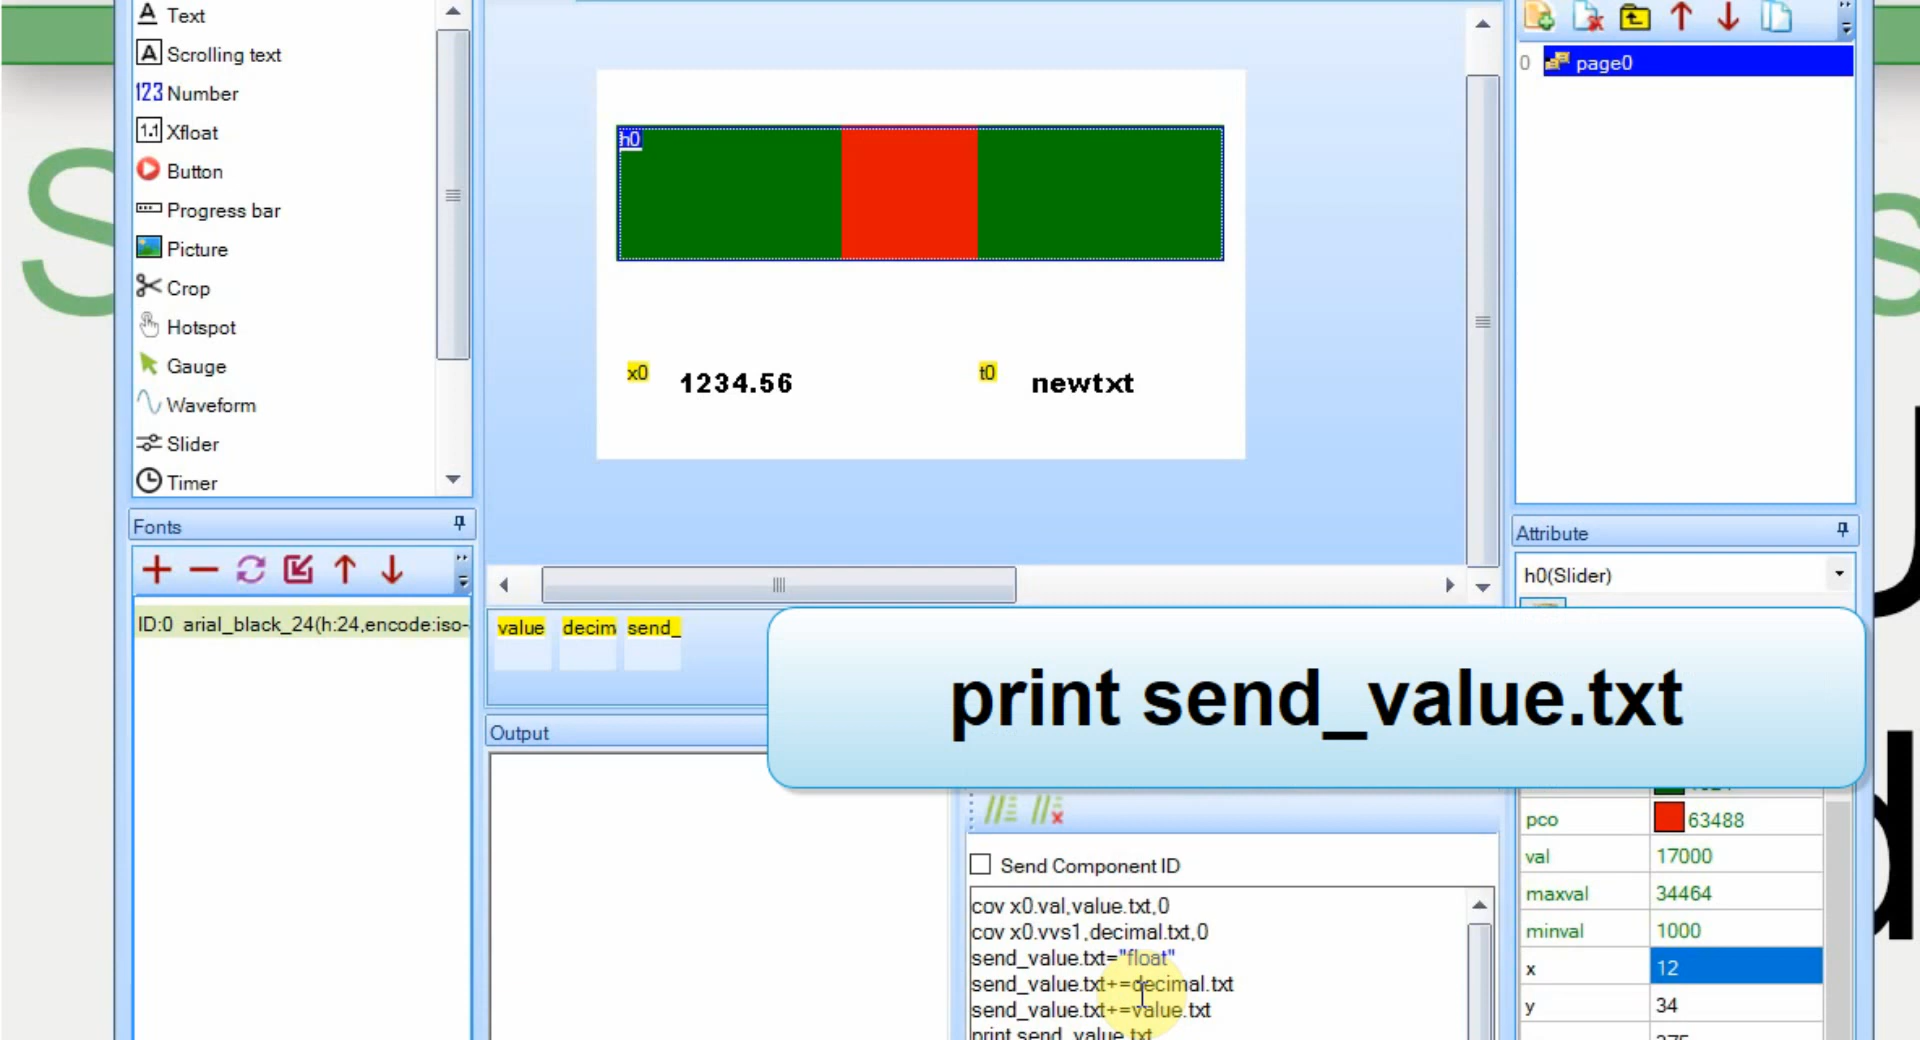 Text
Scrolling text
123 Number
1.1 Xfloat
Button
Progress bar
Picture
Crop
Hotspot
Gauge
Waveform
Slider
Timer
Fonts
ID:0 arial_black_24(h:24,encode:iso-
h0
x0
1234.56
t0
newtxt
value
decim
send_
Output
print send_value.txt
Send Component ID
cov x0.val,value.txt,0
cov x0.vvs1,decimal.txt,0
send_value.txt="float"
send_value.txt+=decimal.txt
send_value.txt+=value.txt
print send_value.txt
0 page0
Attribute
h0(Slider)
pco 63488
val 17000
maxval 34464
minval 1000
x 12
y 34